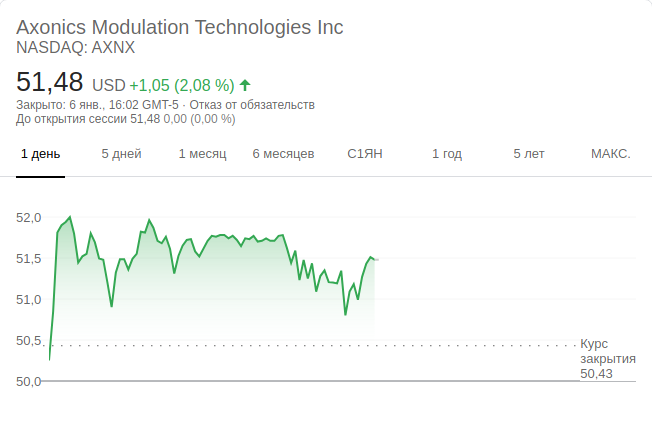 Axonics Modulation Technologies Inc
NASDAQ: AXNX
51,48 USD +1,05 (2,08 %)
Закрыто: 6 янв., 16:02 GMT-5 · Отказ от обязательств
До открытия сессии 51,48 0,00 (0,00 %)
1 день 5 дней 1 месяц 6 месяцев С1ЯН 1 год 5 лет МАКС.
52,0
51,5
51,0
50,5
50,0
Курс
закрытия
50,43